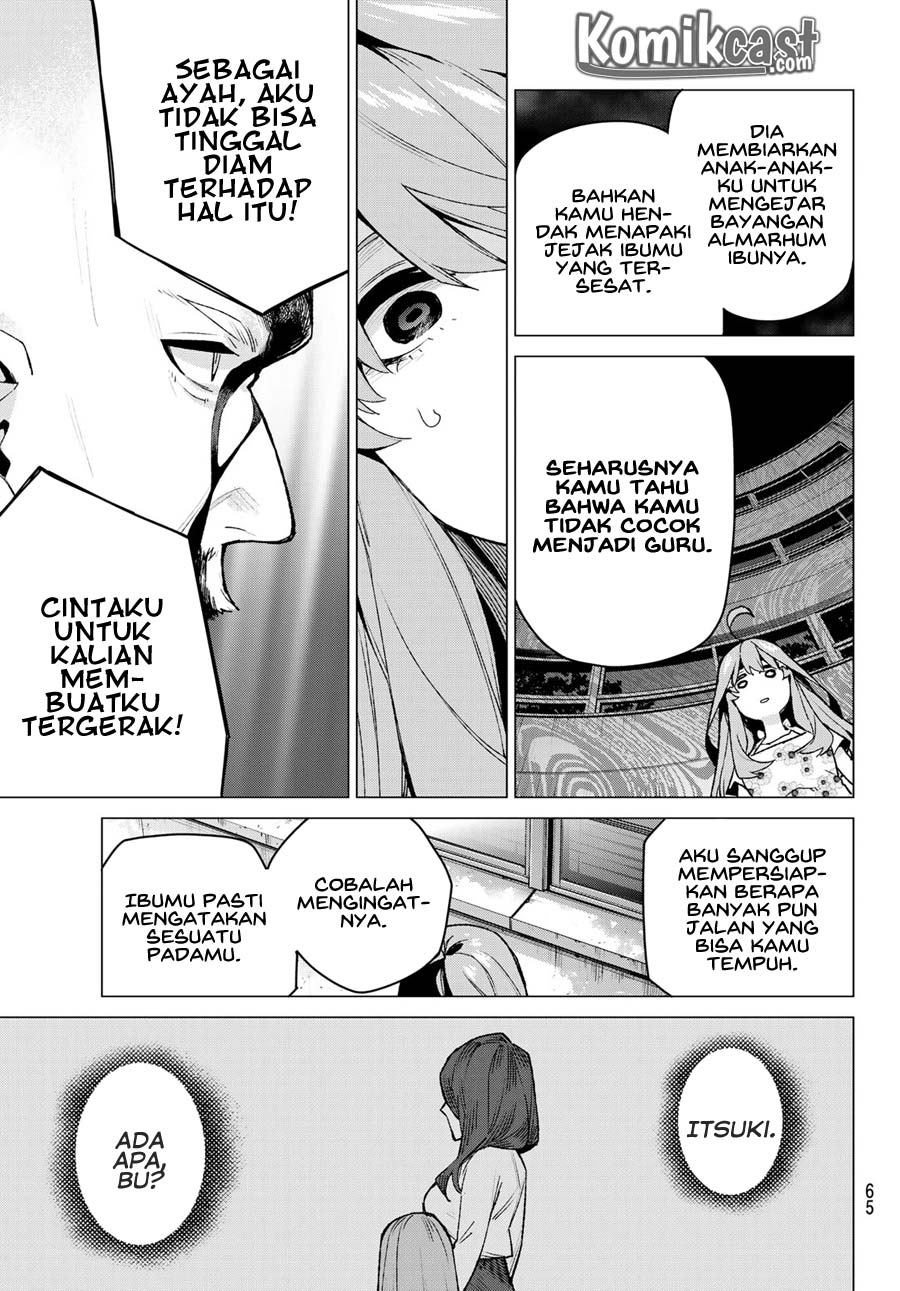 Komikcast
.com
DIA
MEMBIARKAN
ANAK-ANAK-
KU UNTUK
MENGEJAR
BAYANGAN
ALMARHUM
IBUNYA.
BAHKAN
KAMU HEN-
DAK MENAPAKI
JEJAK IBUMU
YANG TER-
SESAT.
SEHARUSNYA
KAMU TAHU
BAHWA KAMU
TIDAK COCOK
MENJADI GURU.
SEBAGAI
AYAH, AKU
TIDAK BISA
TINGGAL
DIAM
TERHADAP
HAL ITU!
CINTAKU
UNTUK
KALIAN
MEM-
BUATKU
TERGERAK!
AKU SANGGUP
MEMPERSIAP-
KAN BERAPA
BANYAK PUN
JALAN YANG
BISA KAMU
TEMPUH.
COBALAH
MENGINGAT-
NYA.
IBUMU PASTI
MENGATAKAN
SESUATU
PADAMU.
ITSUKI.
ADA
APA,
BU?
65